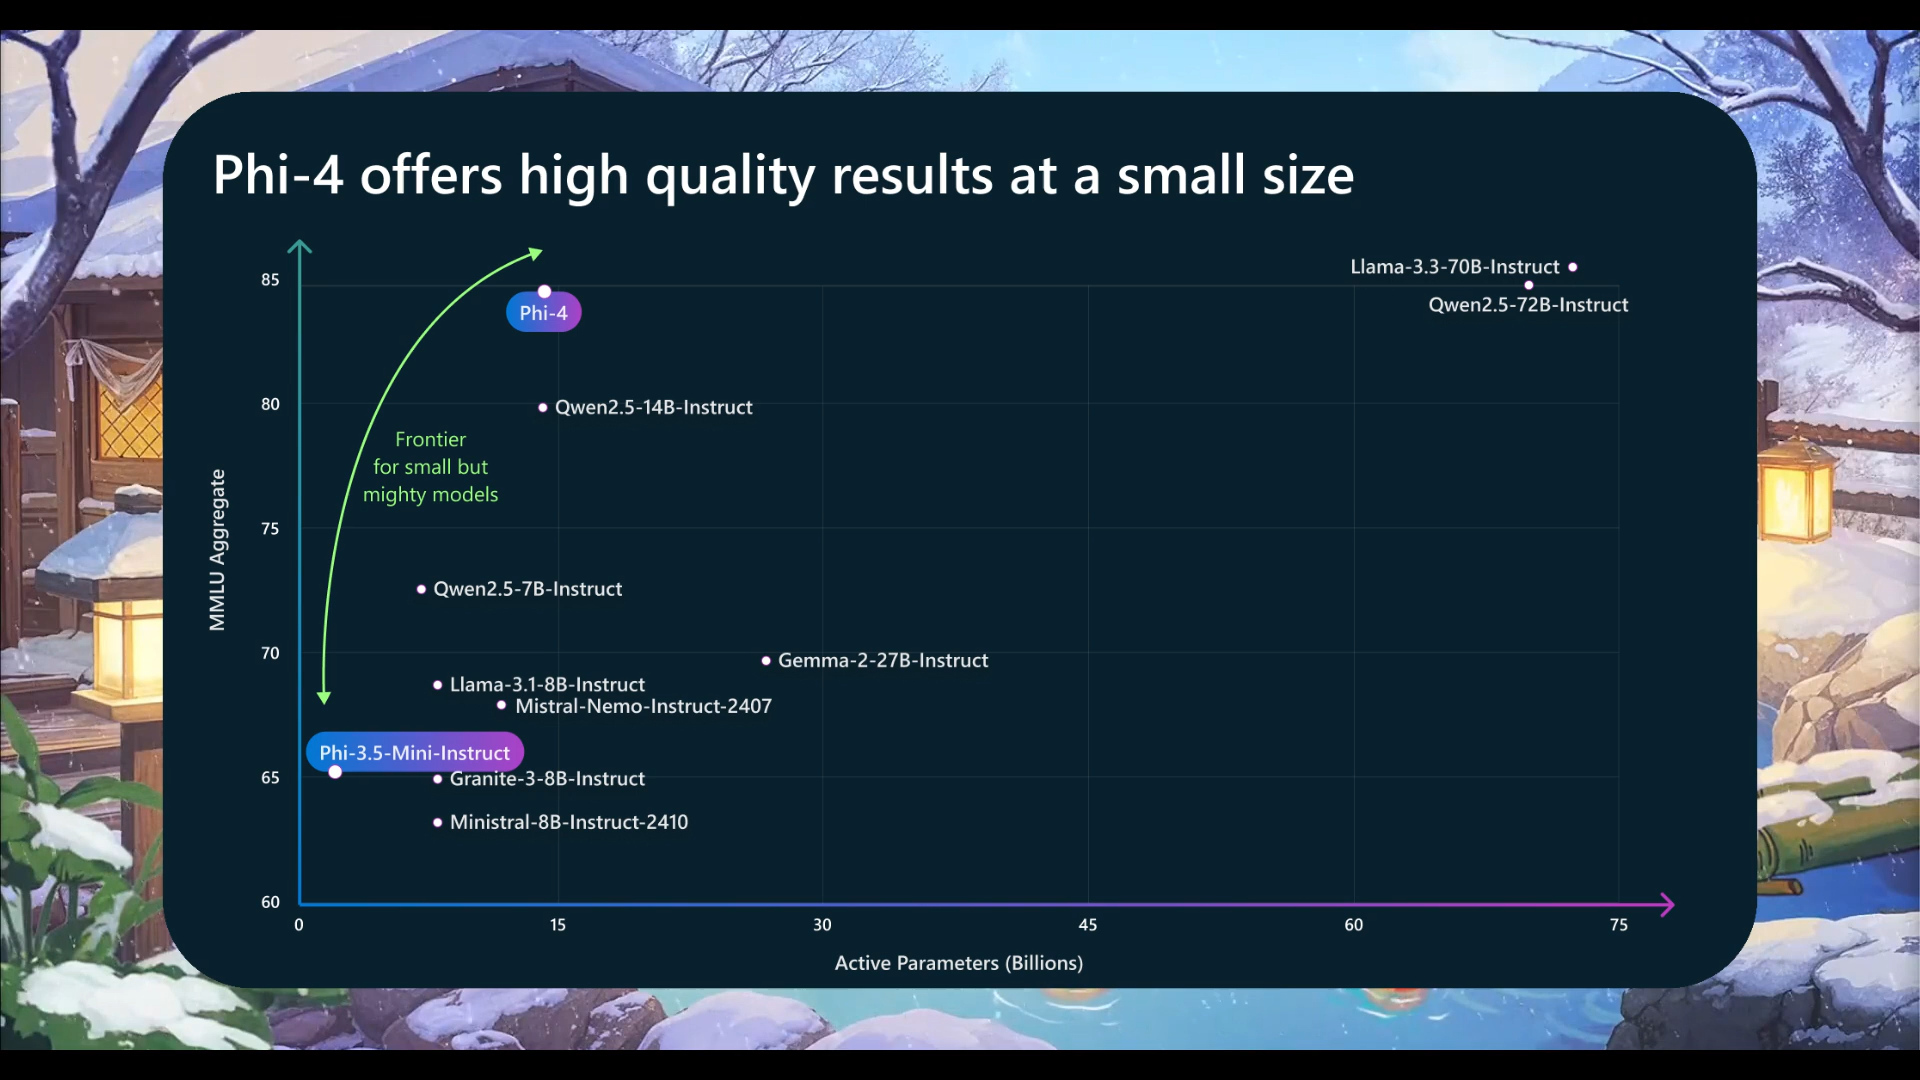 Phi-4 offers high quality results at a small size
85
80
75
70
65
60
MMLU Aggregate
Llama-3.3-70B-Instruct
Qwen2.5-72B-Instruct
Phi-4
Qwen2.5-14B-Instruct
Frontier
for small but
mighty models
Qwen2.5-7B-Instruct
Gemma-2-27B-Instruct
Llama-3.1-8B-Instruct
Mistral-Nemo-Instruct-2407
Phi-3.5-Mini-Instruct
Granite-3-8B-Instruct
Ministral-8B-Instruct-2410
0 15 30 45 60 75
Active Parameters (Billions)